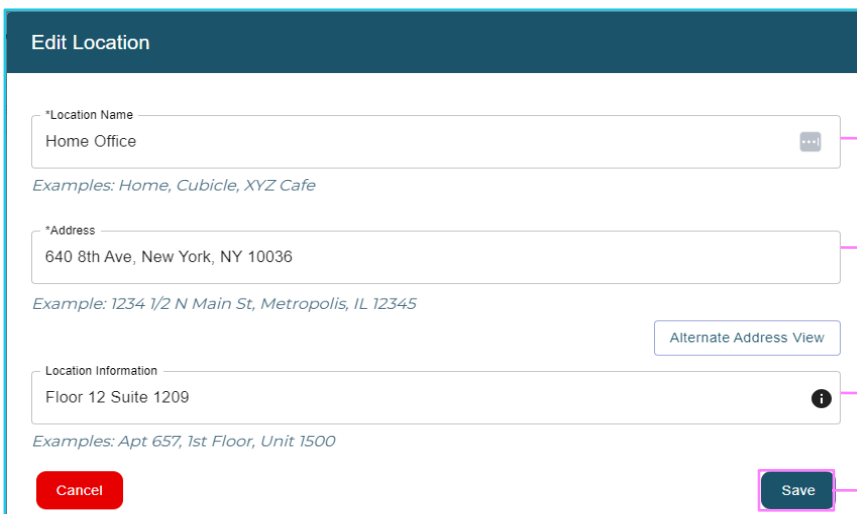 Edit Location
*Location Name
Home Office
Examples: Home, Cubicle, XYZ Cafe
*Address
640 8th Ave, New York, NY 10036
Example: 1234 1/2 N Main St, Metropolis, IL 12345
Alternate Address View
Location Information
Floor 12 Suite 1209
Examples: Apt 657, 1st Floor, Unit 1500
Cancel
Save